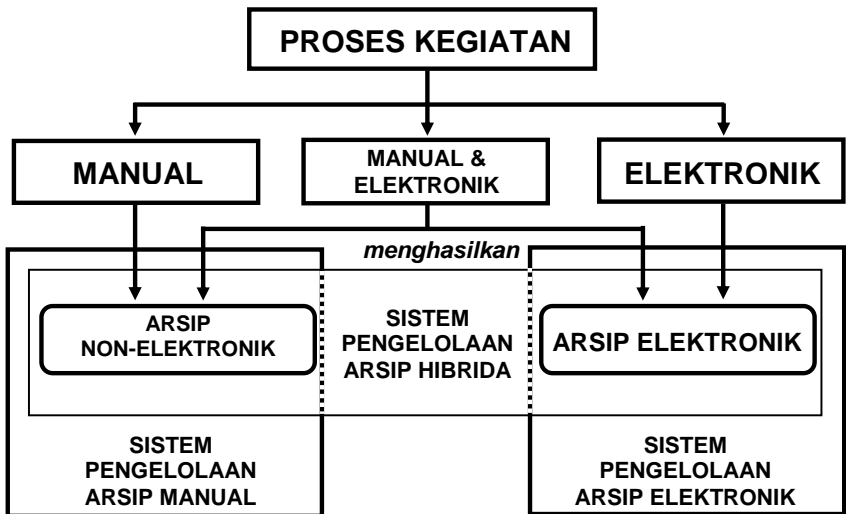 PROSES KEGIATAN
MANUAL
MANUAL &
ELEKTRONIK
ELEKTRONIK
menghasilkan
ARSIP
NON-ELEKTRONIK
SISTEM
PENGELOLAAN
ARSIP HIBRIDA
ARSIP ELEKTRONIK
SISTEM
PENGELOLAAN
ARSIP MANUAL
SISTEM
PENGELOLAAN
ARSIP ELEKTRONIK